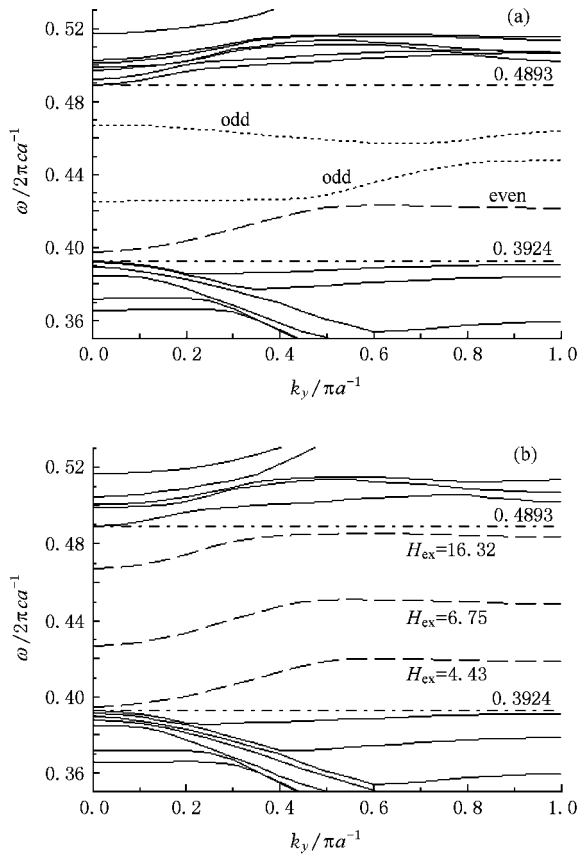 (a)
0.52
0.48
0.44
0.40
0.36
ω/2πca⁻¹
0.4893
odd
odd
even
0.3924
0.0 0.2 0.4 0.6 0.8 1.0
k_y/πa⁻¹
(b)
0.52
0.48
0.44
0.40
0.36
ω/2πca⁻¹
0.4893
H_ex=16.32
H_ex=6.75
H_ex=4.43
0.3924
0.0 0.2 0.4 0.6 0.8 1.0
k_y/πa⁻¹